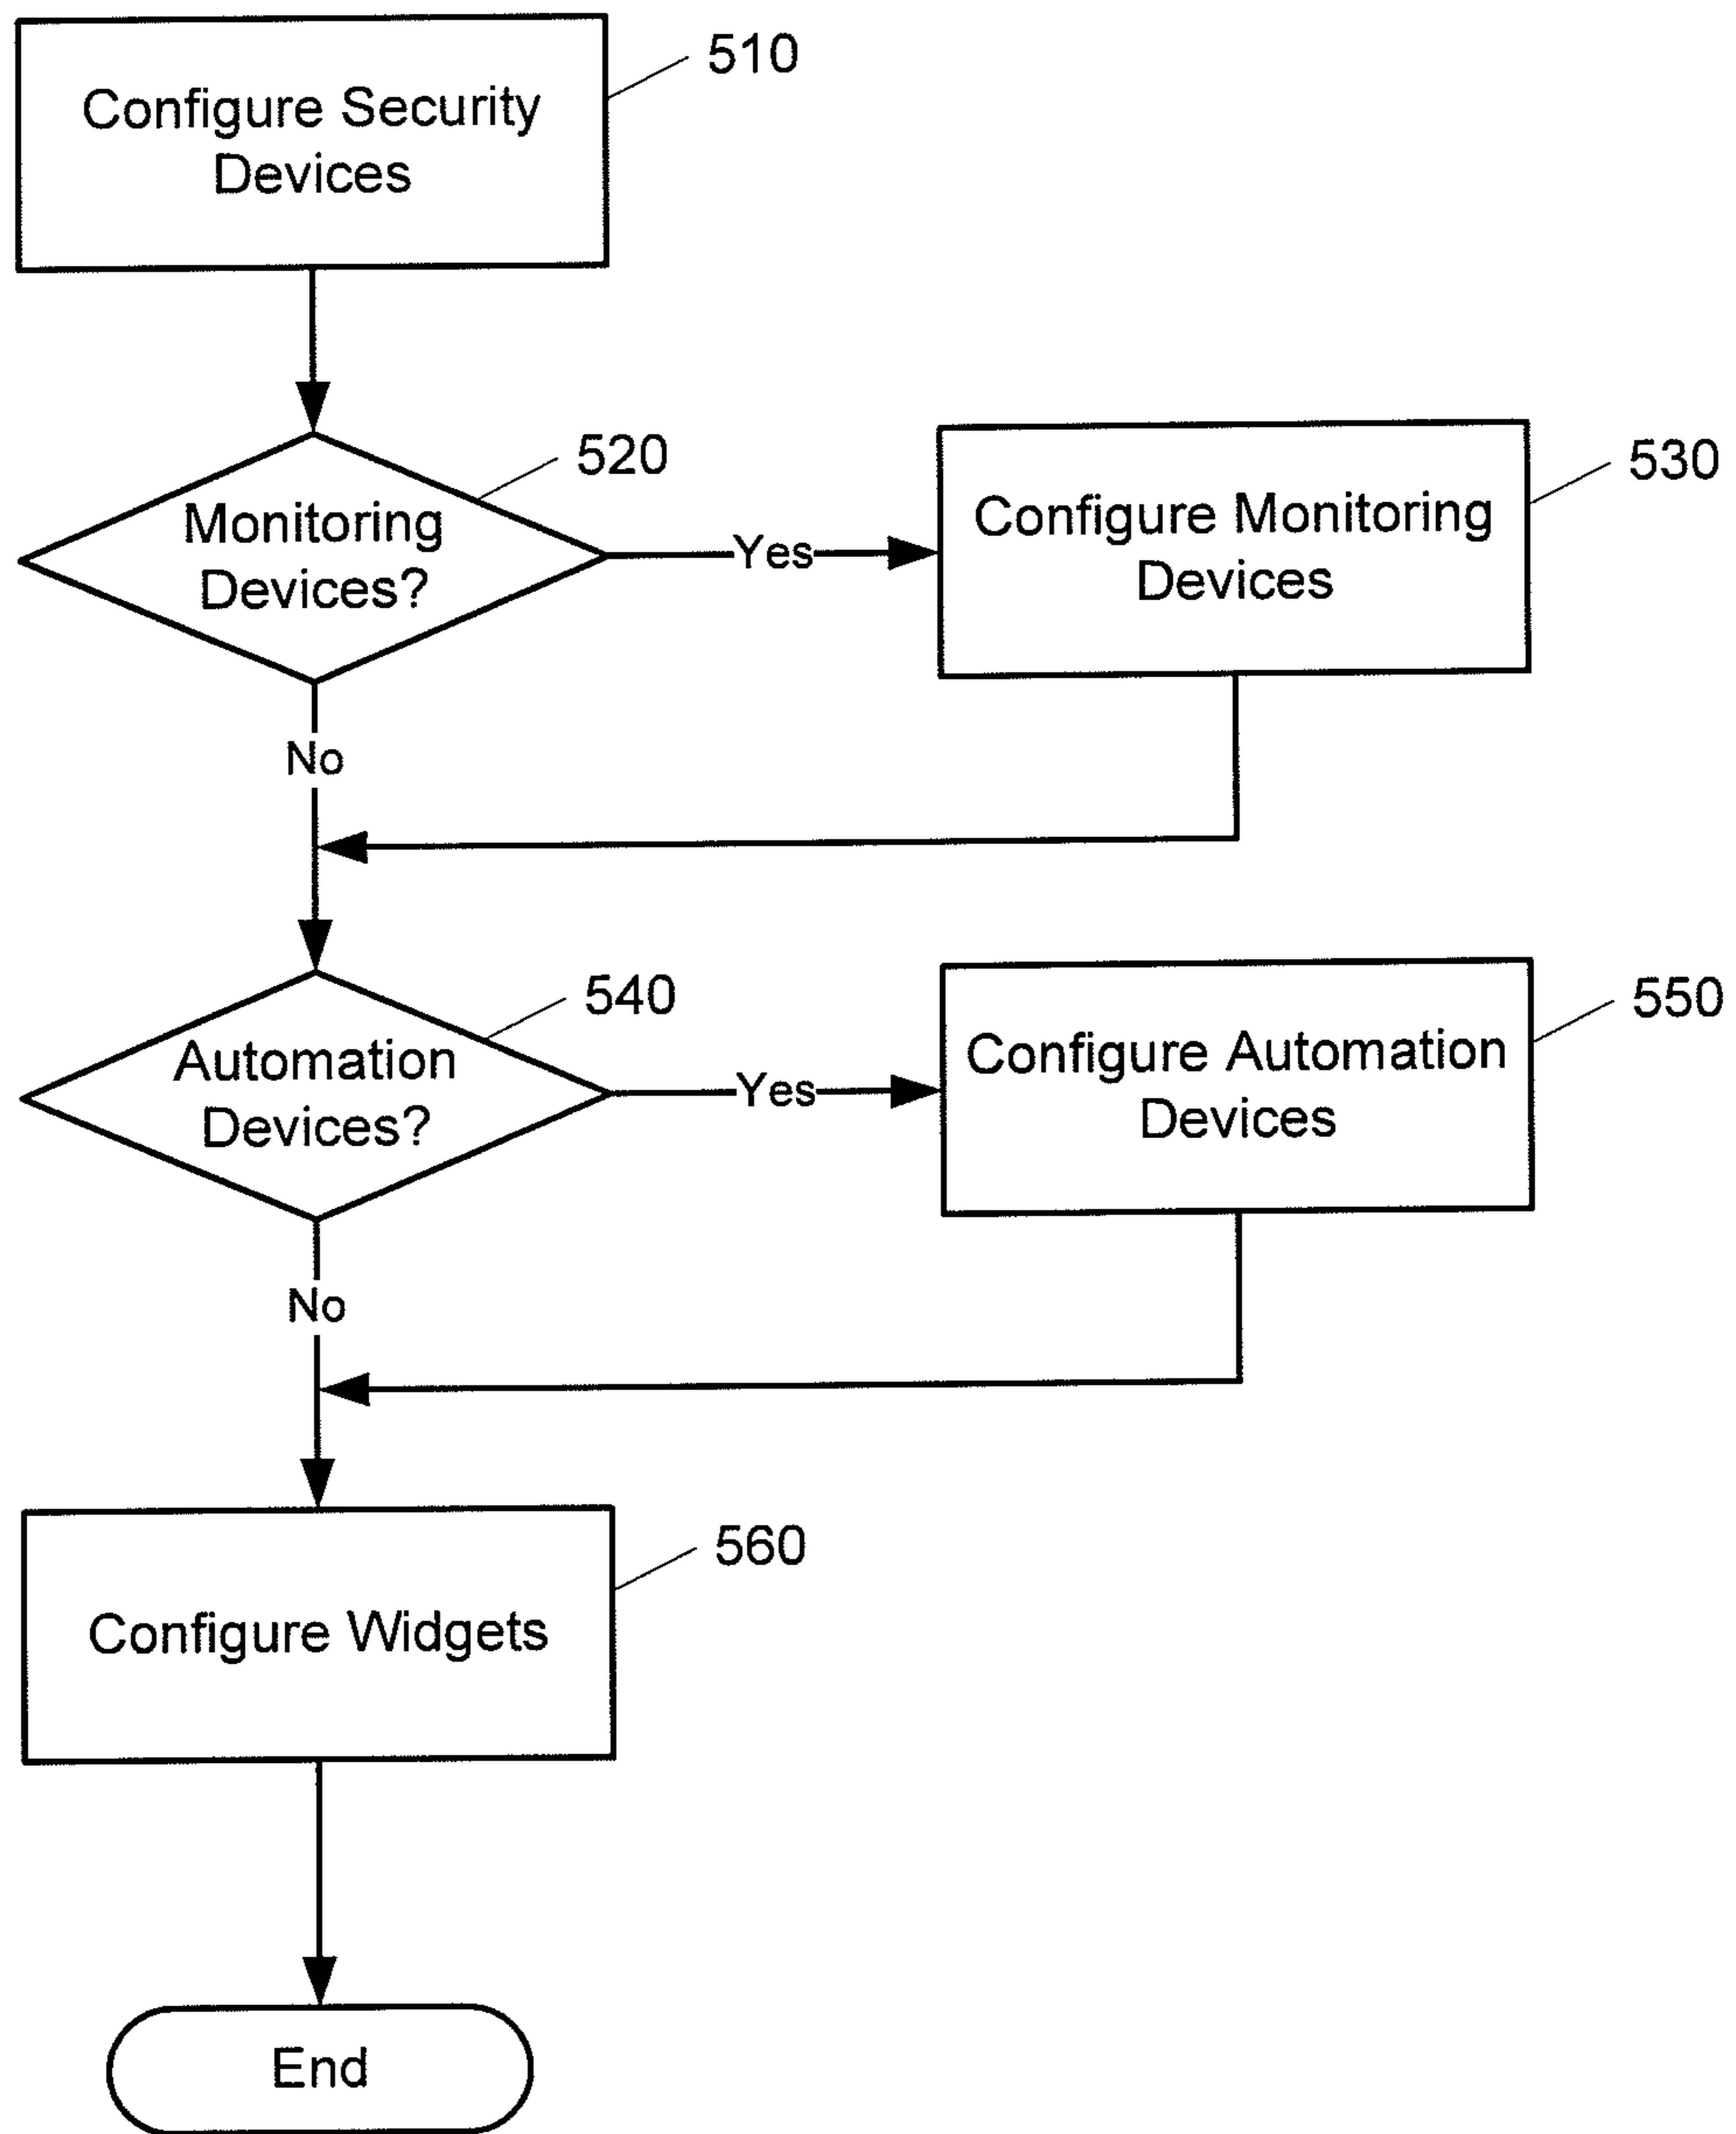 510
Configure Security
Devices
520
Monitoring
Devices?
Yes
530
Configure Monitoring
Devices
No
540
Automation
Devices?
Yes
550
Configure Automation
Devices
No
560
Configure Widgets
End